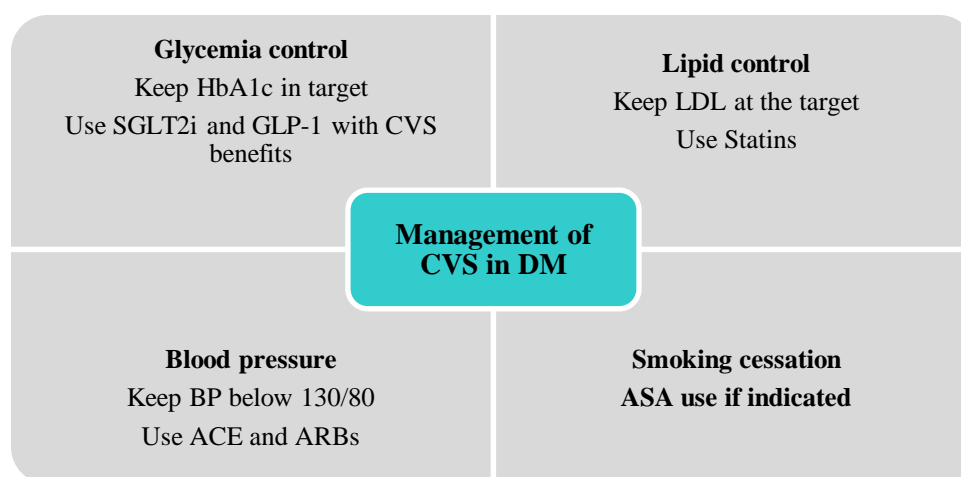 Glycemia control
Keep HbA1c in target
Use SGLT2i and GLP-1 with CVS
benefits
Lipid control
Keep LDL at the target
Use Statins
Management of
CVS in DM
Blood pressure
Keep BP below 130/80
Use ACE and ARBs
Smoking cessation
ASA use if indicated